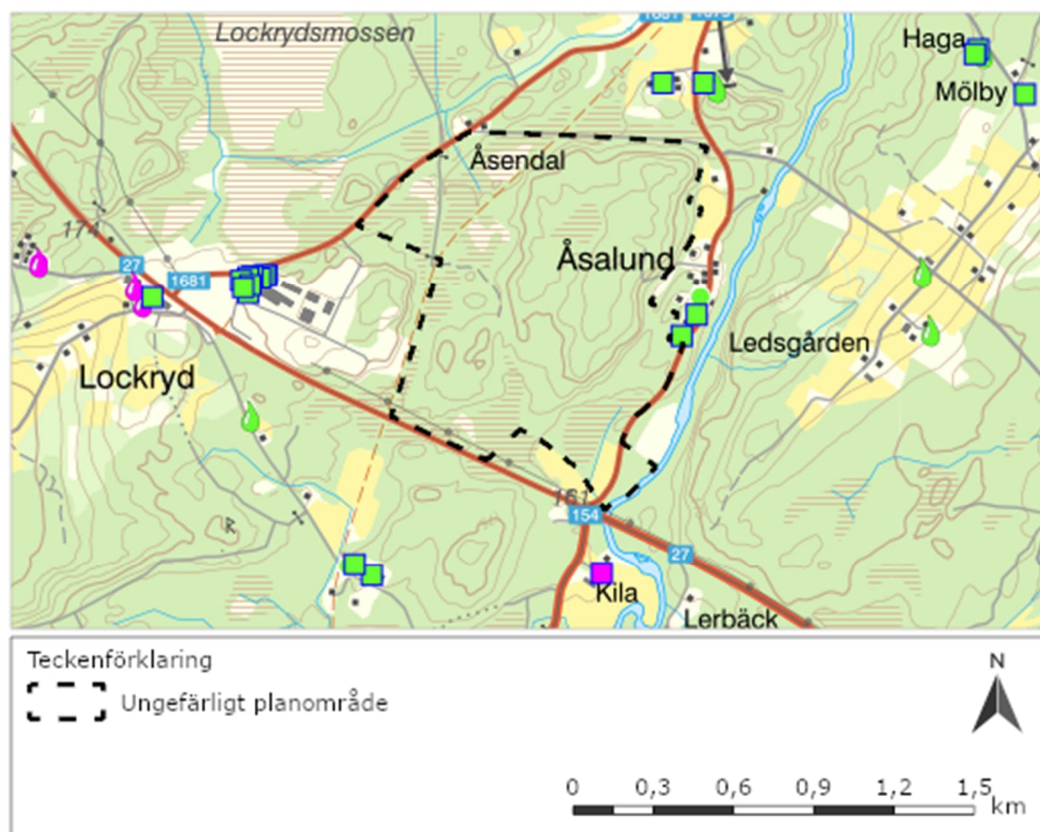 Lockrydsmossen
1681
1673
Haga
Mölby
Åsendal
174
27
1681
Åsalund
Ledsgården
Lockryd
161
154
27
Kila
Lerbäck
Teckenförklaring
Ungefärligt planområde
N
0 0,3 0,6 0,9 1,2 1,5
km